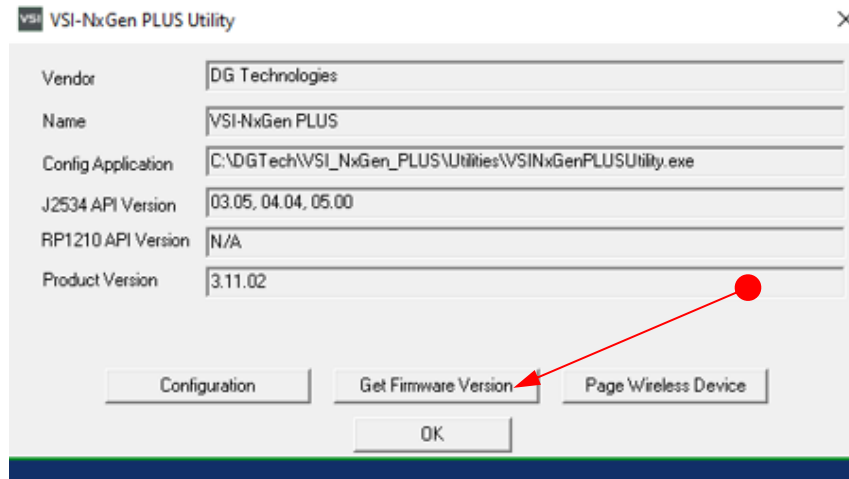 VSI VSI-NxGen PLUS Utility
Vendor DG Technologies
Name VSI-NxGen PLUS
Config Application C:\DGTech\VSI_NxGen_PLUS\Utilities\VSINxGenPLUSUtility.exe
J2534 API Version 03.05, 04.04, 05.00
RP1210 API Version N/A
Product Version 3.11.02
Configuration Get Firmware Version Page Wireless Device
OK